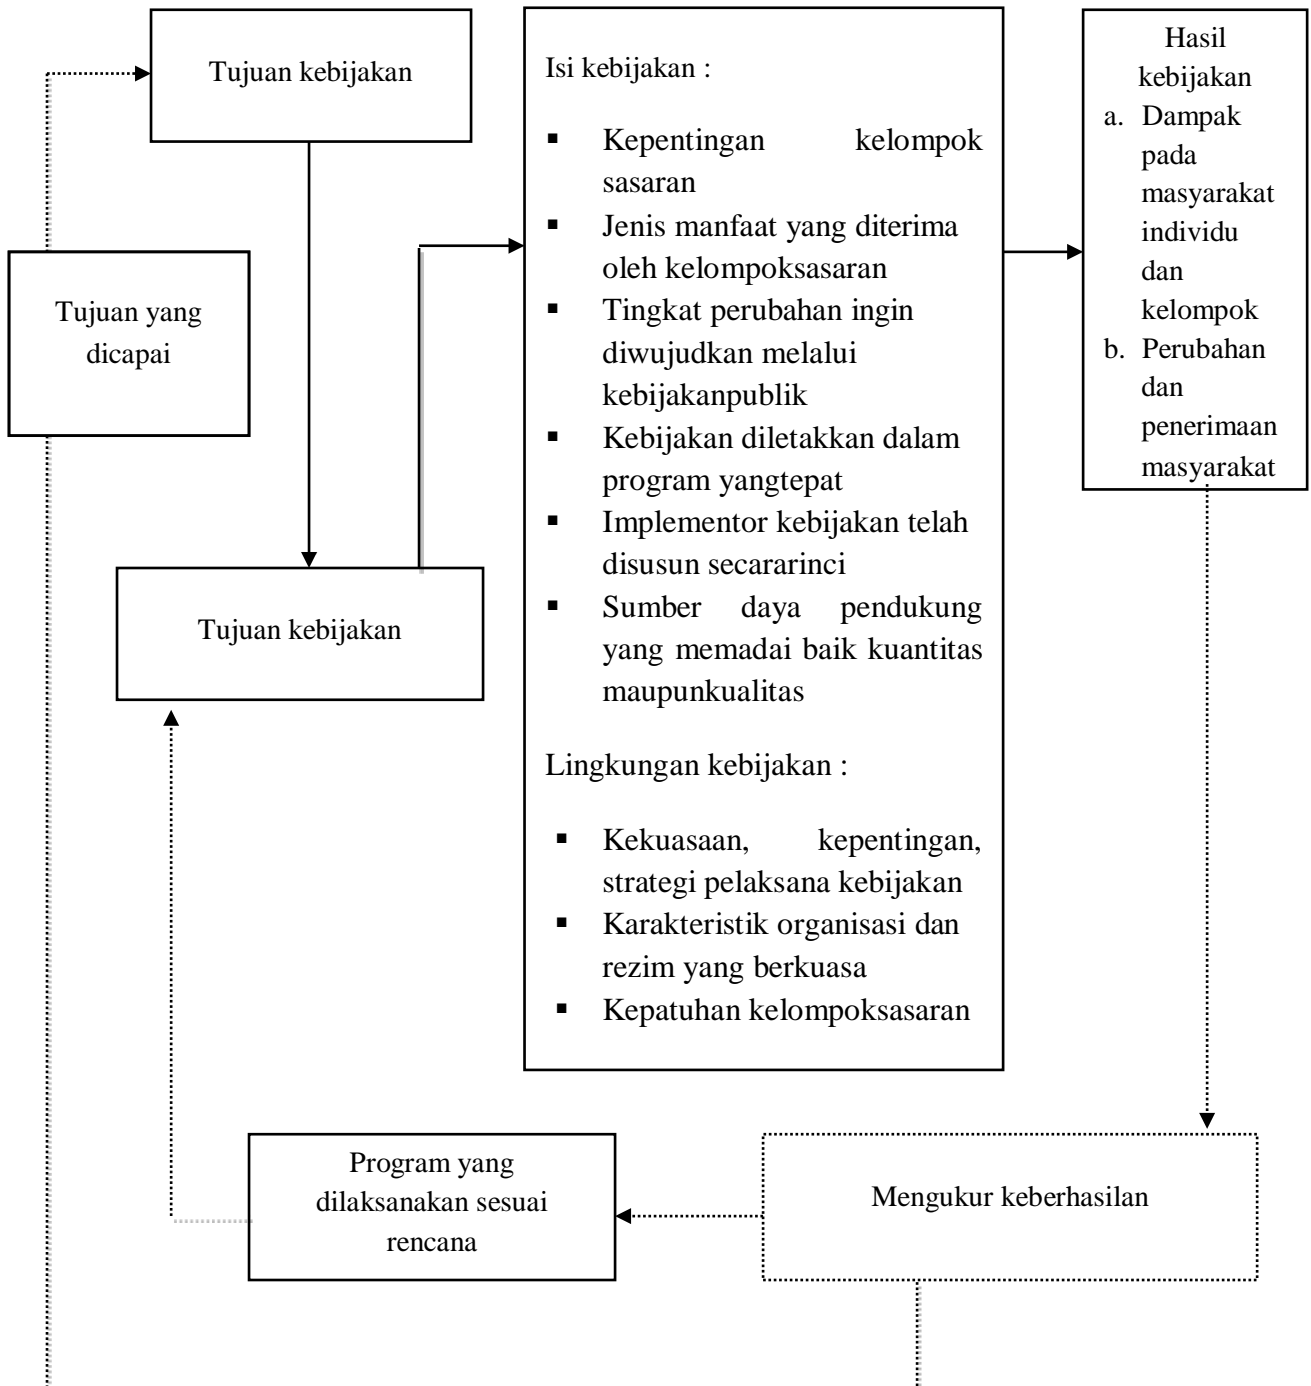 Tujuan kebijakan
Tujuan yang
dicapai
Tujuan kebijakan
Isi kebijakan :
▪ Kepentingan kelompok
sasaran
▪ Jenis manfaat yang diterima
oleh kelompoksasaran
▪ Tingkat perubahan ingin
diwujudkan melalui
kebijakanpublik
▪ Kebijakan diletakkan dalam
program yangtepat
▪ Implementor kebijakan telah
disusun secararinci
▪ Sumber daya pendukung
yang memadai baik kuantitas
maupunkualitas
Lingkungan kebijakan :
▪ Kekuasaan, kepentingan,
strategi pelaksana kebijakan
▪ Karakteristik organisasi dan
rezim yang berkuasa
▪ Kepatuhan kelompoksasaran
Hasil
kebijakan
a. Dampak
pada
masyarakat
individu
dan
kelompok
b. Perubahan
dan
penerimaan
masyarakat
Program yang
dilaksanakan sesuai
rencana
Mengukur keberhasilan